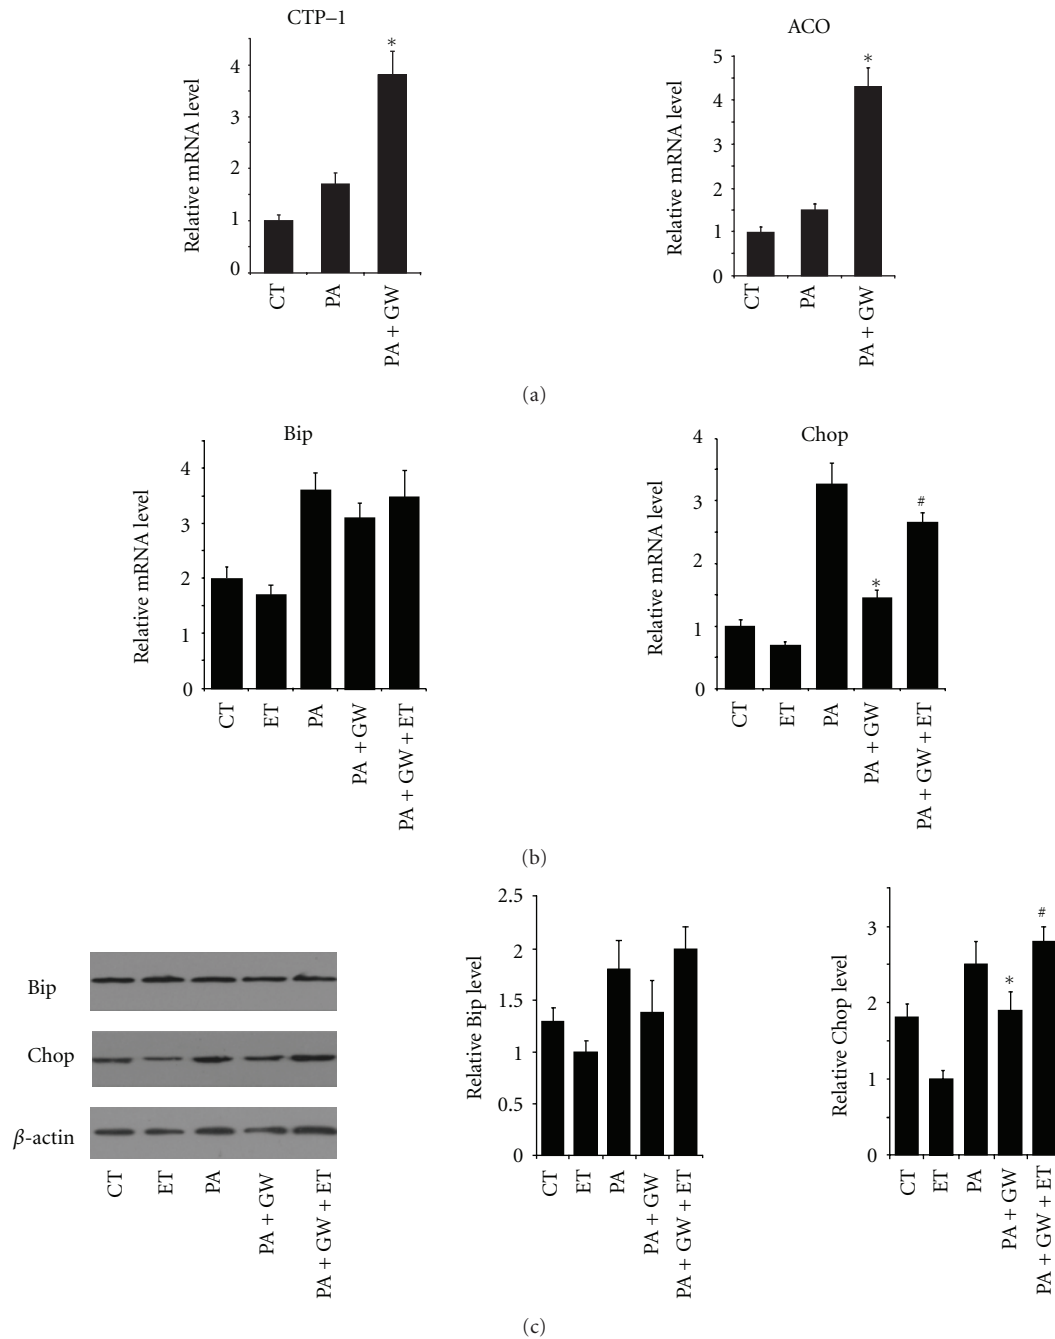 CTP–1
Relative mRNA level
4
3
2
1
0
*
CT
PA
PA + GW
ACO
Relative mRNA level
5
4
3
2
1
0
*
CT
PA
PA + GW
(a)
Bip
Relative mRNA level
4
3
2
1
0
CT
ET
PA
PA + GW
PA + GW + ET
Chop
Relative mRNA level
4
3
2
1
0
*
#
CT
ET
PA
PA + GW
PA + GW + ET
(b)
Bip
Chop
β-actin
CT
ET
PA
PA + GW
PA + GW + ET
Relative Bip level
2.5
2
1.5
1
0.5
0
CT
ET
PA
PA + GW
PA + GW + ET
Relative Chop level
3
2
1
0
*
#
CT
ET
PA
PA + GW
PA + GW + ET
(c)